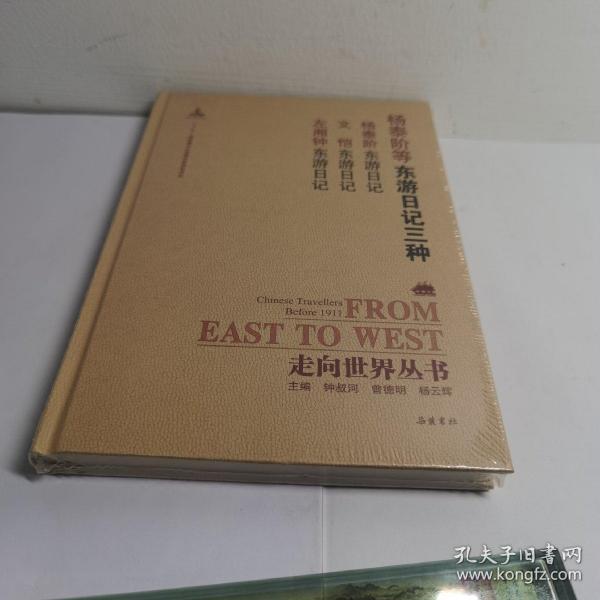 杨泰阶等东游日记三种
杨泰阶东游日记
文恺东游日记
左湘钟东游日记
Chinese Travellers
Before 1911
FROM
EAST TO WEST
走向世界丛书
主编 钟叔河 曾德明 杨云辉
岳麓书社
孔夫子旧書网
www.kongfz.com